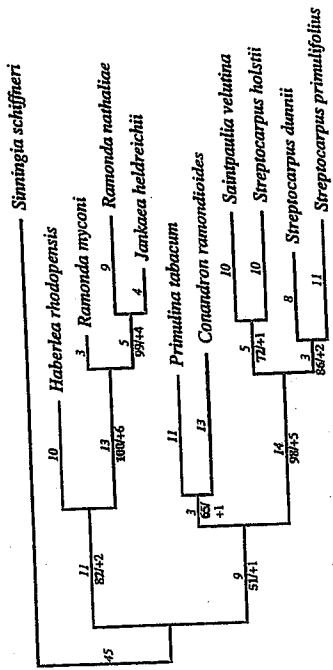 45
Sinningia schiffneri
11
82/+2
10
Haberlea rhodopensis
13
100/+6
3
Ramonda myconi
5
99/+4
9
Ramonda nathaliae
4
Jankaea heldreichii
9
51/+1
3
65/
+1
11
Primulina tabacum
13
Conandron ramondioides
14
98/+5
5
72/+1
10
Saintpaulia velutina
10
Streptocarpus holstii
3
86/+2
8
Streptocarpus dunnii
11
Streptocarpus primulifolius